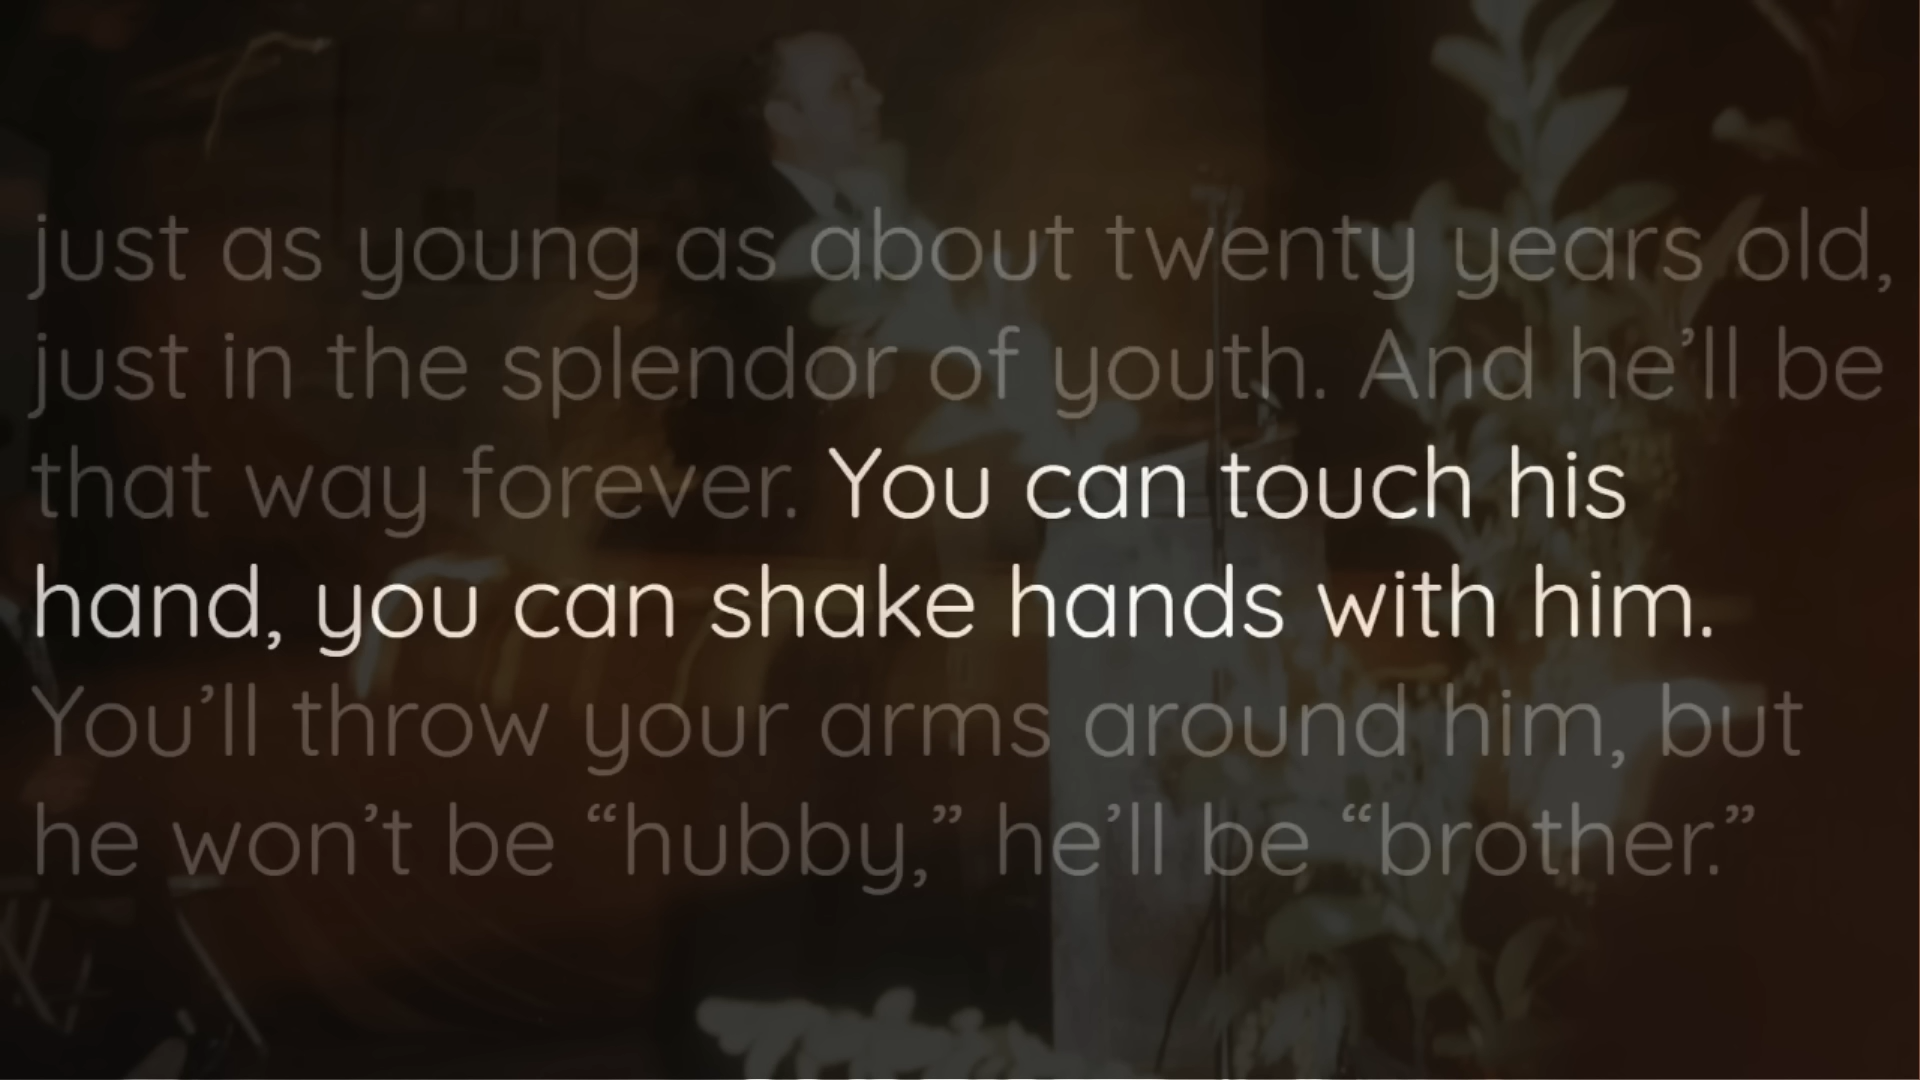 just as young as about twenty years old,
just in the splendor of youth. And he’ll be
that way forever. You can touch his
hand, you can shake hands with him.
You’ll throw your arms around him, but
he won’t be “hubby,” he’ll be “brother.”